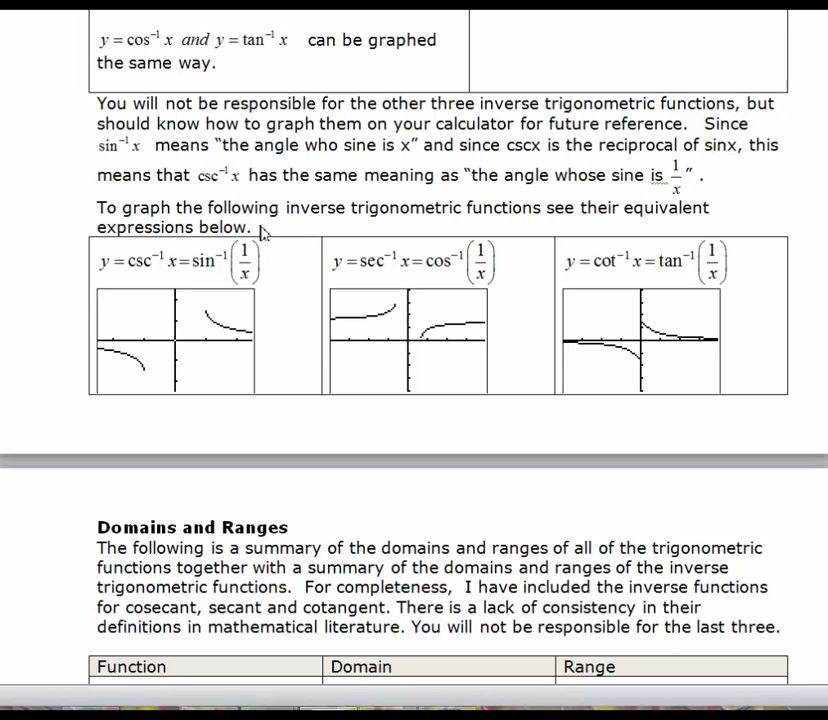 y = cos⁻¹ x and y = tan⁻¹ x can be graphed
the same way.
You will not be responsible for the other three inverse trigonometric functions, but
should know how to graph them on your calculator for future reference. Since
sin⁻¹ x means "the angle who sine is x" and since cscx is the reciprocal of sinx, this
means that csc⁻¹ x has the same meaning as "the angle whose sine is 1/x".
To graph the following inverse trigonometric functions see their equivalent
expressions below.
y = csc⁻¹ x = sin⁻¹(1/x)
y = sec⁻¹ x = cos⁻¹(1/x)
y = cot⁻¹ x = tan⁻¹(1/x)
Domains and Ranges
The following is a summary of the domains and ranges of all of the trigonometric
functions together with a summary of the domains and ranges of the inverse
trigonometric functions. For completeness, I have included the inverse functions
for cosecant, secant and cotangent. There is a lack of consistency in their
definitions in mathematical literature. You will not be responsible for the last three.
Function Domain Range